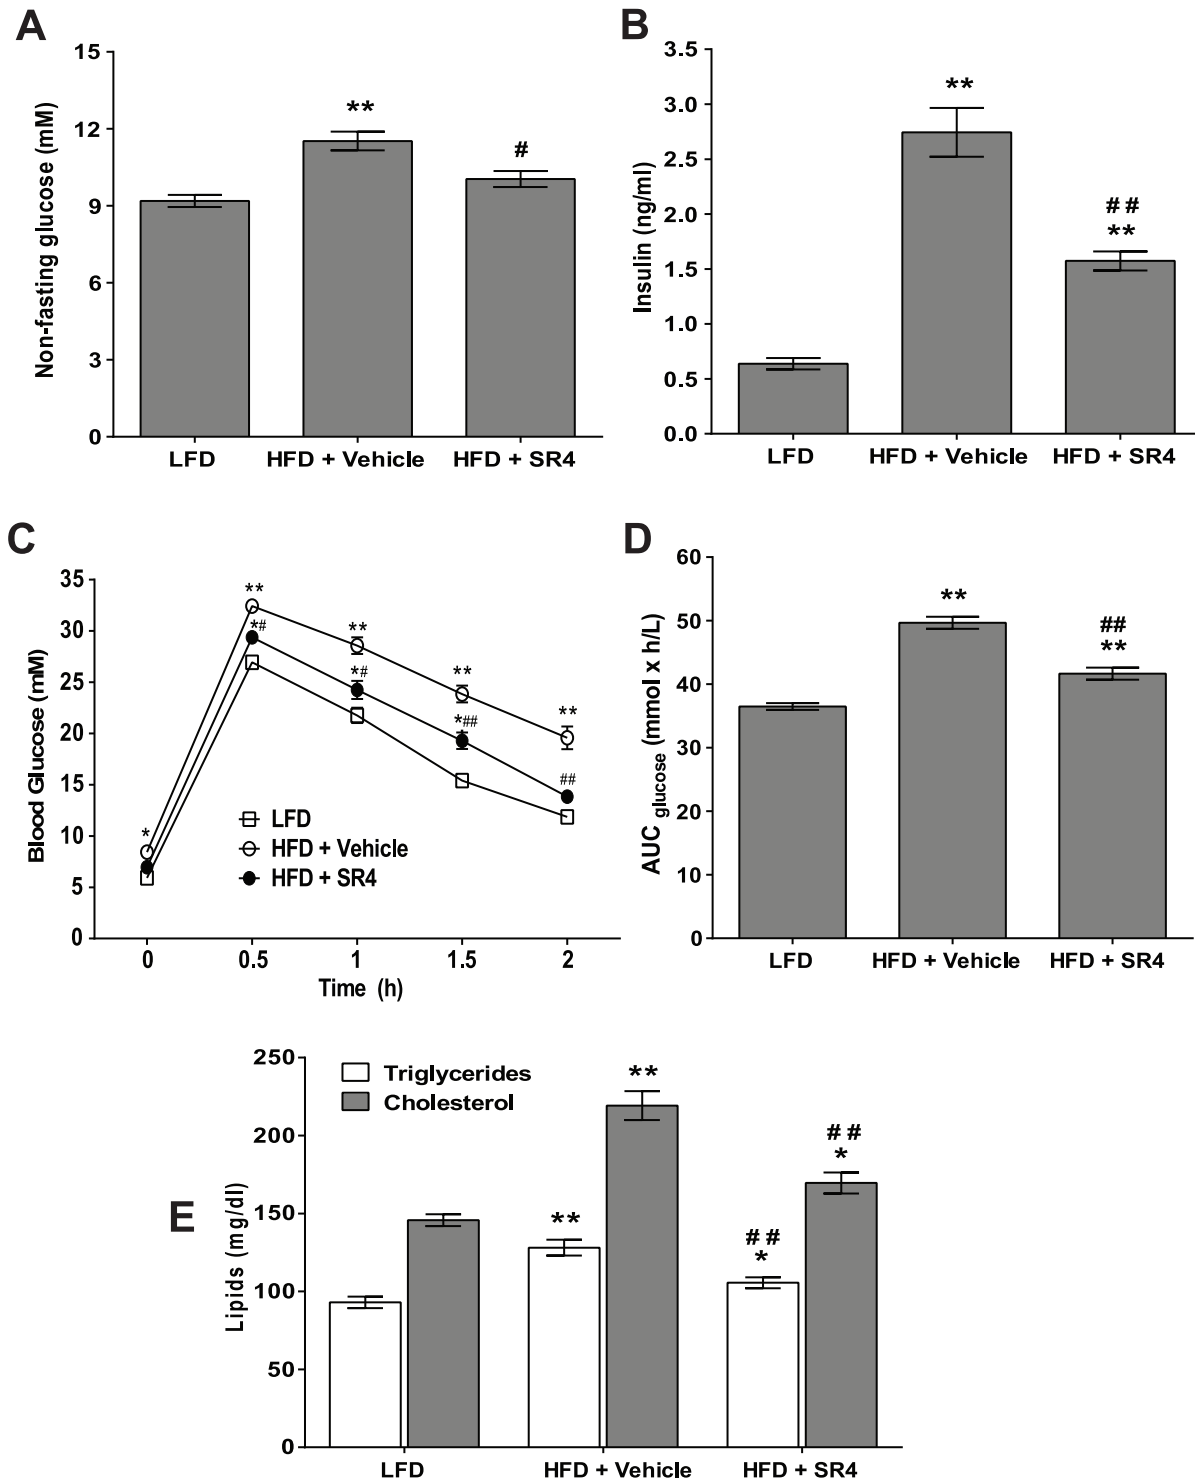 A
Non-fasting glucose (mM)
15
12
9
6
3
0
**
#
LFD
HFD + Vehicle
HFD + SR4
B
Insulin (ng/ml)
3.5
3.0
2.5
2.0
1.5
1.0
0.5
0.0
**
##
**
LFD
HFD + Vehicle
HFD + SR4
C
Blood Glucose (mM)
35
30
25
20
15
10
5
0
*
**
*#
**
*#
**
*##
**
##
LFD
HFD + Vehicle
HFD + SR4
0
0.5
1
1.5
2
Time (h)
D
AUC glucose (mmol x h/L)
60
50
40
30
20
10
0
**
##
**
LFD
HFD + Vehicle
HFD + SR4
E
Lipids (mg/dl)
250
200
150
100
50
0
Triglycerides
Cholesterol
**
**
##
*
##
*
LFD
HFD + Vehicle
HFD + SR4